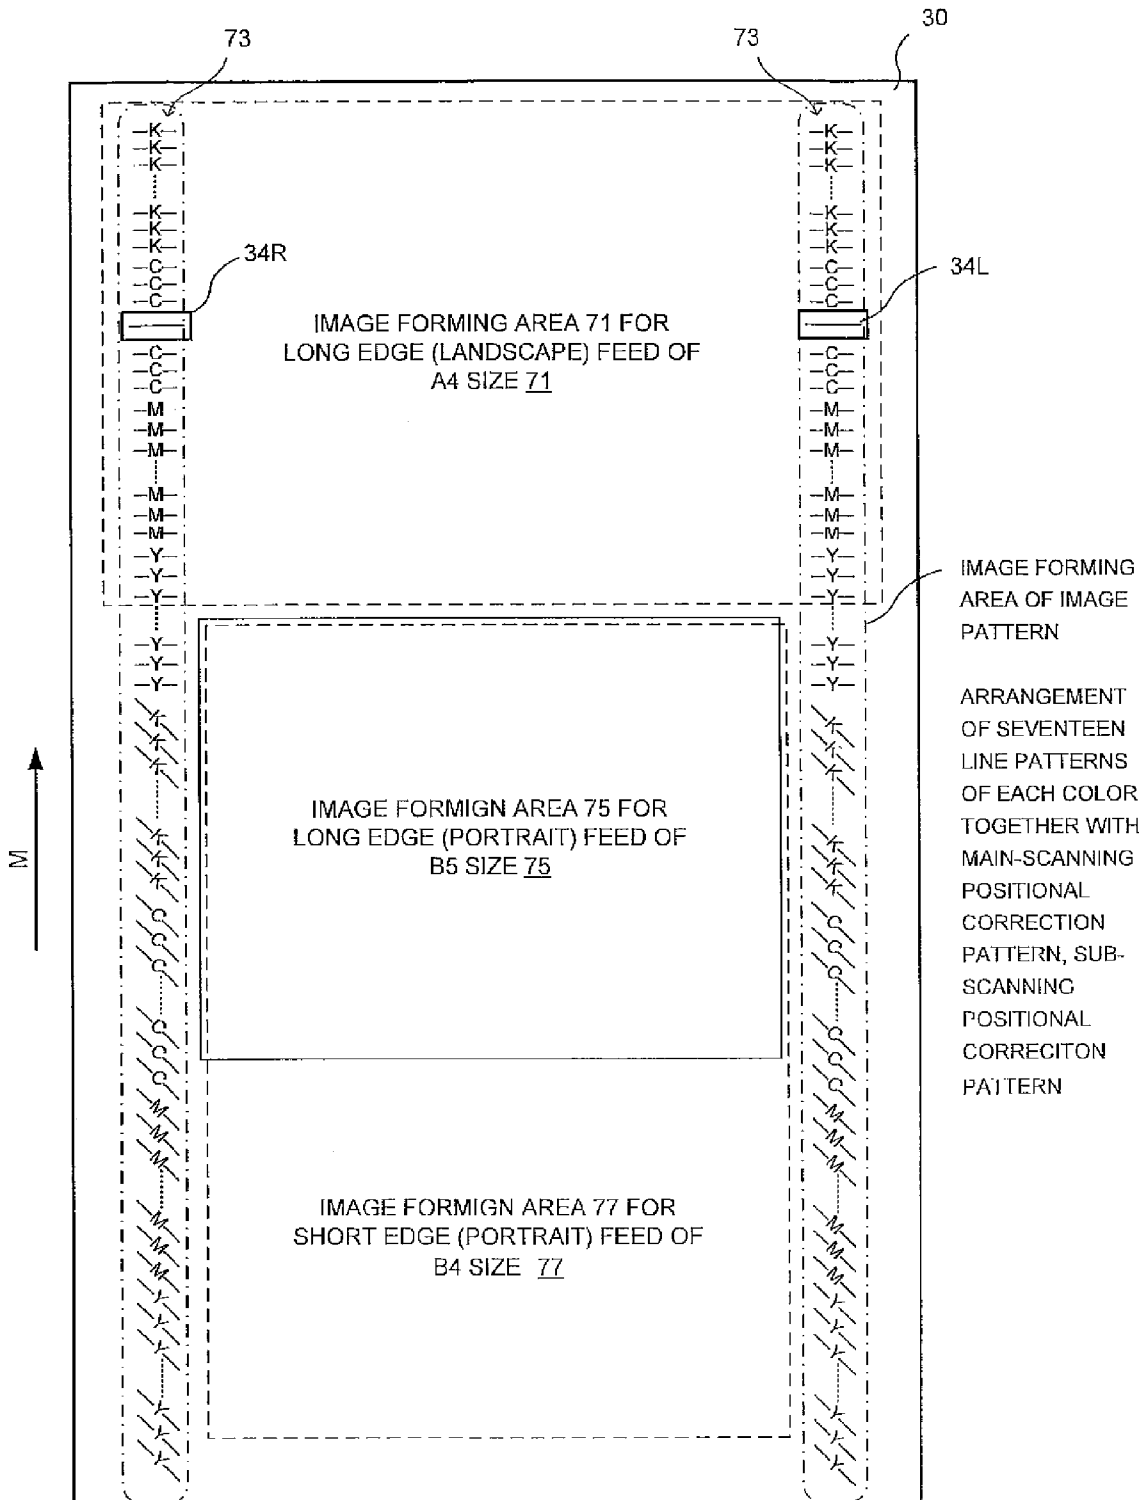 30
73
73
K K
K K
K K
K K
K K
K K
C C
C C
C C
34R
34L
IMAGE FORMING AREA 71 FOR
LONG EDGE (LANDSCAPE) FEED OF
A4 SIZE 71
C C
C C
C C
M M
M M
M M
M M
M M
M M
Y Y
Y Y
Y Y
IMAGE FORMING
AREA OF IMAGE
PATTERN
Y Y
Y Y
Y Y
ARRANGEMENT
OF SEVENTEEN
LINE PATTERNS
OF EACH COLOR
TOGETHER WITH
MAIN-SCANNING
POSITIONAL
CORRECTION
PATTERN, SUB-
SCANNING
POSITIONAL
CORRECITON
PATTERN
K K
K K
K K
M
IMAGE FORMIGN AREA 75 FOR
LONG EDGE (PORTRAIT) FEED OF
B5 SIZE 75
K K
K K
K K
C C
C C
C C
C C
C C
C C
M M
M M
M M
IMAGE FORMIGN AREA 77 FOR
SHORT EDGE (PORTRAIT) FEED OF
B4 SIZE 77
M M
M M
M M
Y Y
Y Y
Y Y
Y Y
Y Y
Y Y